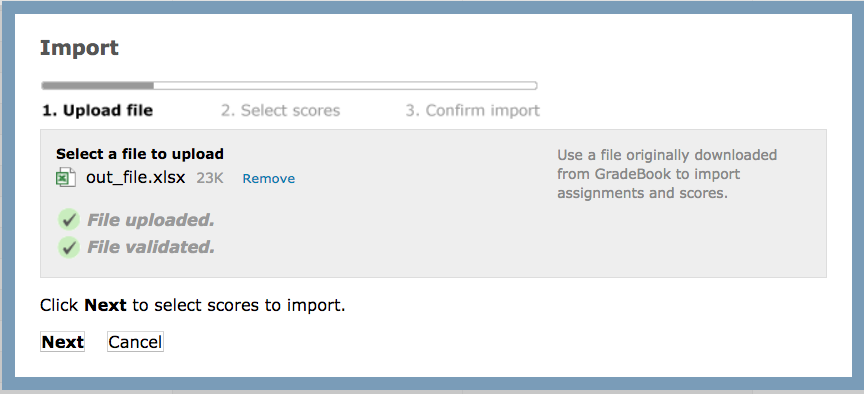 Import
1. Upload file 2. Select scores 3. Confirm import
Select a file to upload
out_file.xlsx 23K Remove
File uploaded.
File validated.
Use a file originally downloaded
from GradeBook to import
assignments and scores.
Click Next to select scores to import.
Next Cancel